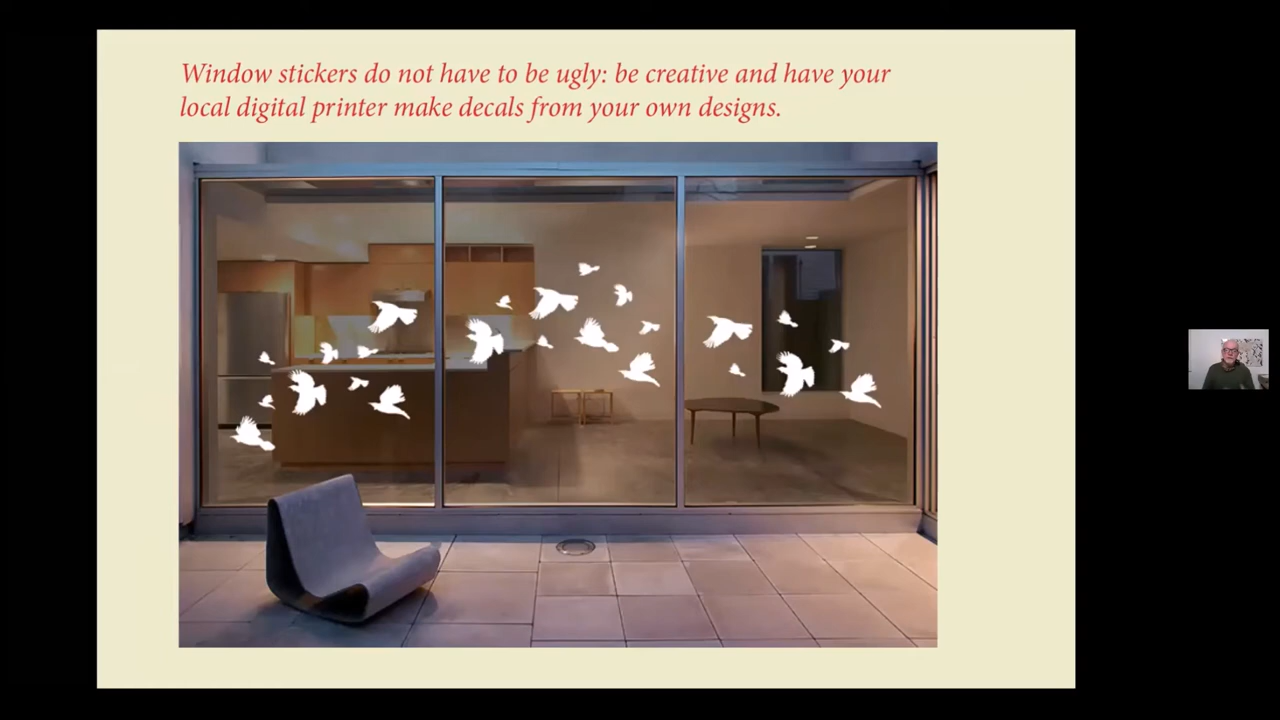 Window stickers do not have to be ugly: be creative and have your
local digital printer make decals from your own designs.